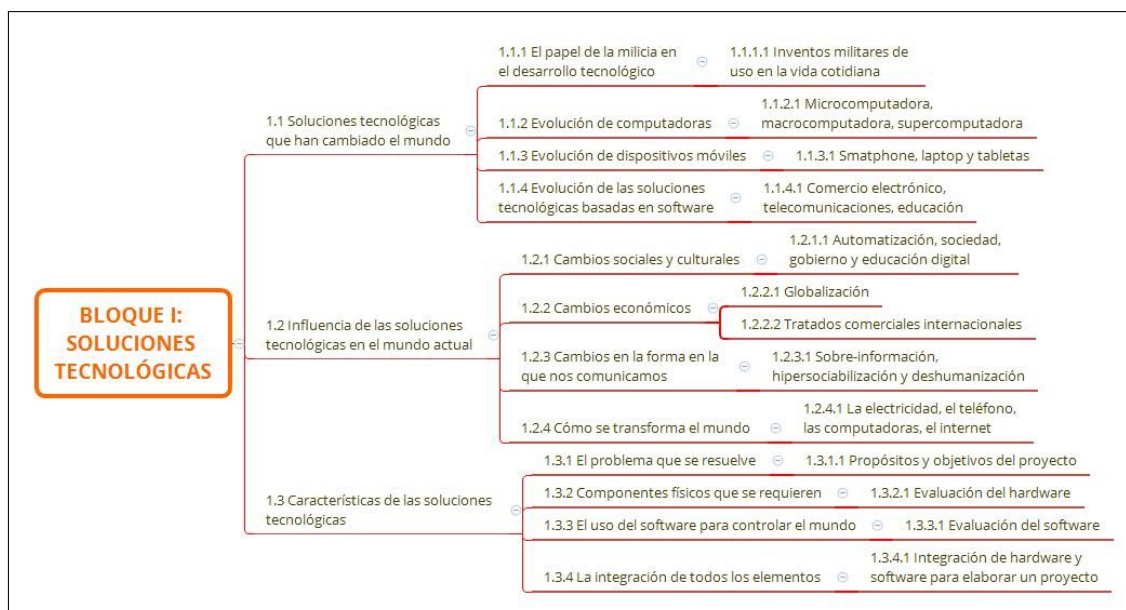 BLOQUE I:
SOLUCIONES
TECNOLÓGICAS
1.1 Soluciones tecnológicas
que han cambiado el mundo
1.1.1 El papel de la milicia en
el desarrollo tecnológico
1.1.1.1 Inventos militares de
uso en la vida cotidiana
1.1.2 Evolución de computadoras
1.1.2.1 Microcomputadora,
macrocomputadora, supercomputadora
1.1.3 Evolución de dispositivos móviles
1.1.3.1 Smatphone, laptop y tabletas
1.1.4 Evolución de las soluciones
tecnológicas basadas en software
1.1.4.1 Comercio electrónico,
telecomunicaciones, educación
1.2 Influencia de las soluciones
tecnológicas en el mundo actual
1.2.1 Cambios sociales y culturales
1.2.1.1 Automatización, sociedad,
gobierno y educación digital
1.2.2 Cambios económicos
1.2.2.1 Globalización
1.2.2.2 Tratados comerciales internacionales
1.2.3 Cambios en la forma en la
que nos comunicamos
1.2.3.1 Sobre-información,
hipersociabilización y deshumanización
1.2.4 Cómo se transforma el mundo
1.2.4.1 La electricidad, el teléfono,
las computadoras, el internet
1.3 Características de las soluciones
tecnológicas
1.3.1 El problema que se resuelve
1.3.1.1 Propósitos y objetivos del proyecto
1.3.2 Componentes físicos que se requieren
1.3.2.1 Evaluación del hardware
1.3.3 El uso del software para controlar el mundo
1.3.3.1 Evaluación del software
1.3.4 La integración de todos los elementos
1.3.4.1 Integración de hardware y
software para elaborar un proyecto